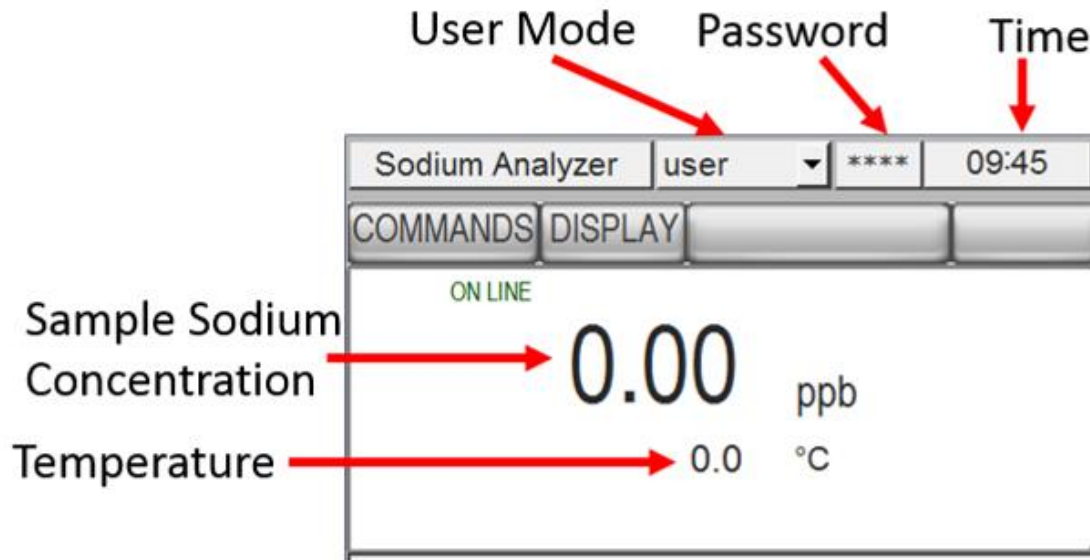 User Mode Password Time
Sodium Analyzer user **** 09:45
COMMANDS DISPLAY
ON LINE
Sample Sodium
Concentration
0.00 ppb
Temperature
0.0 °C